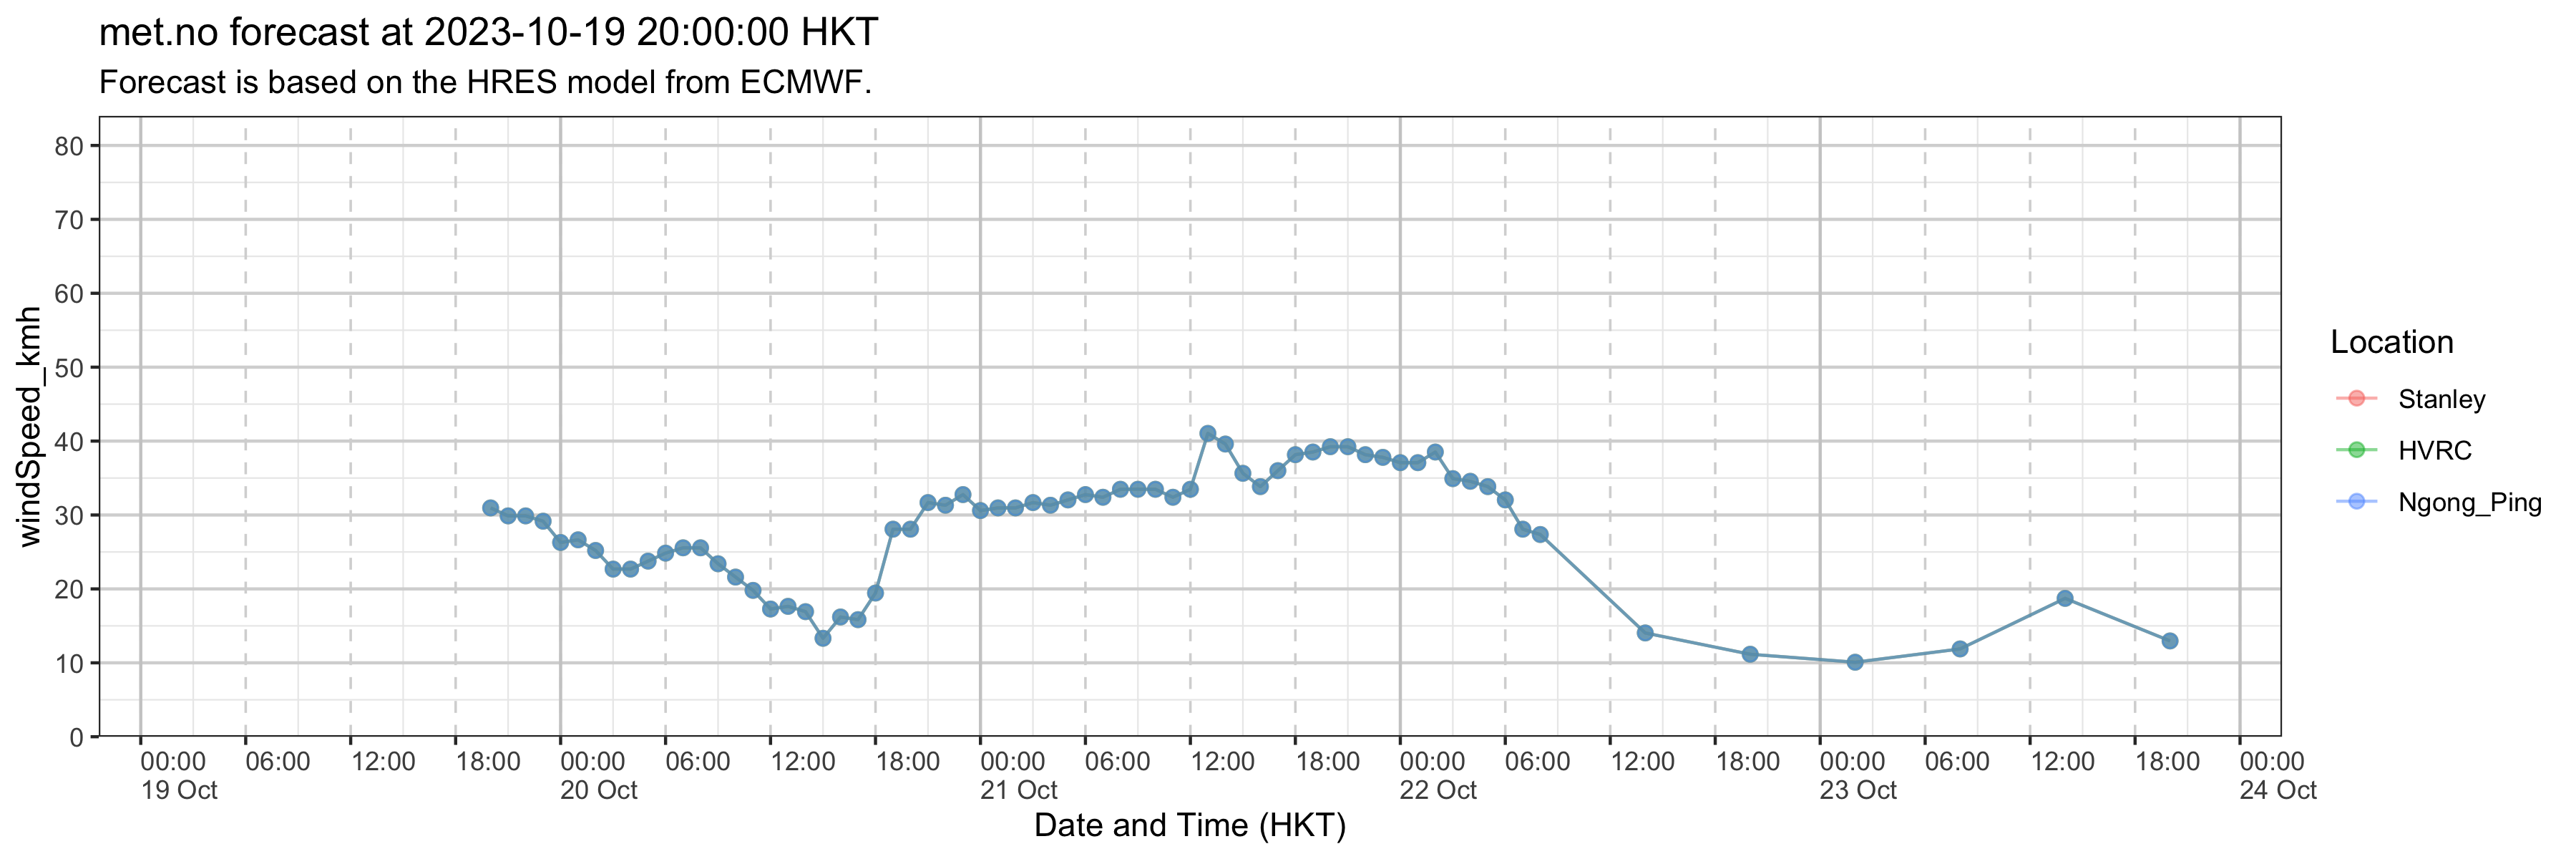 met.no forecast at 2023-10-19 20:00:00 HKT
Forecast is based on the HRES model from ECMWF.
windSpeed_kmh
80
70
60
50
40
30
20
10
0
00:00 06:00 12:00 18:00 00:00 06:00 12:00 18:00 00:00 06:00 12:00 18:00 00:00 06:00 12:00 18:00 00:00 06:00 12:00 18:00 00:00
19 Oct 20 Oct 21 Oct 22 Oct 23 Oct 24 Oct
Date and Time (HKT)
Location
Stanley
HVRC
Ngong_Ping